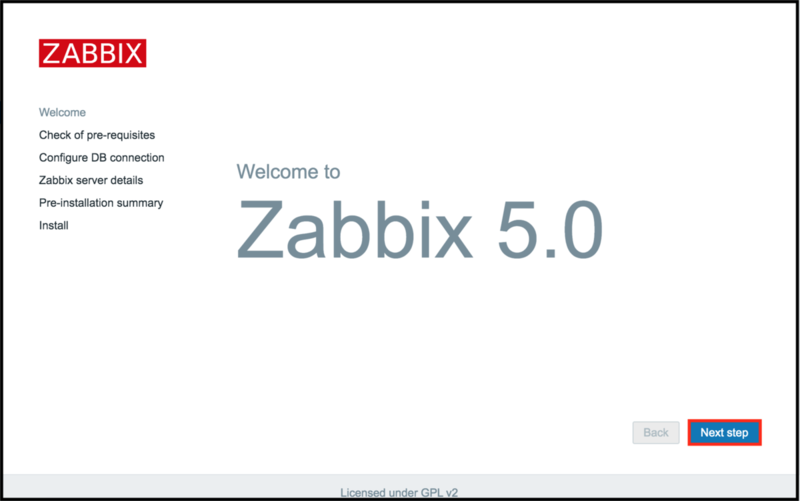 ZABBIX
Welcome
Check of pre-requisites
Configure DB connection
Zabbix server details
Pre-installation summary
Install
Welcome to
Zabbix 5.0
Back
Next step
Licensed under GPL v2